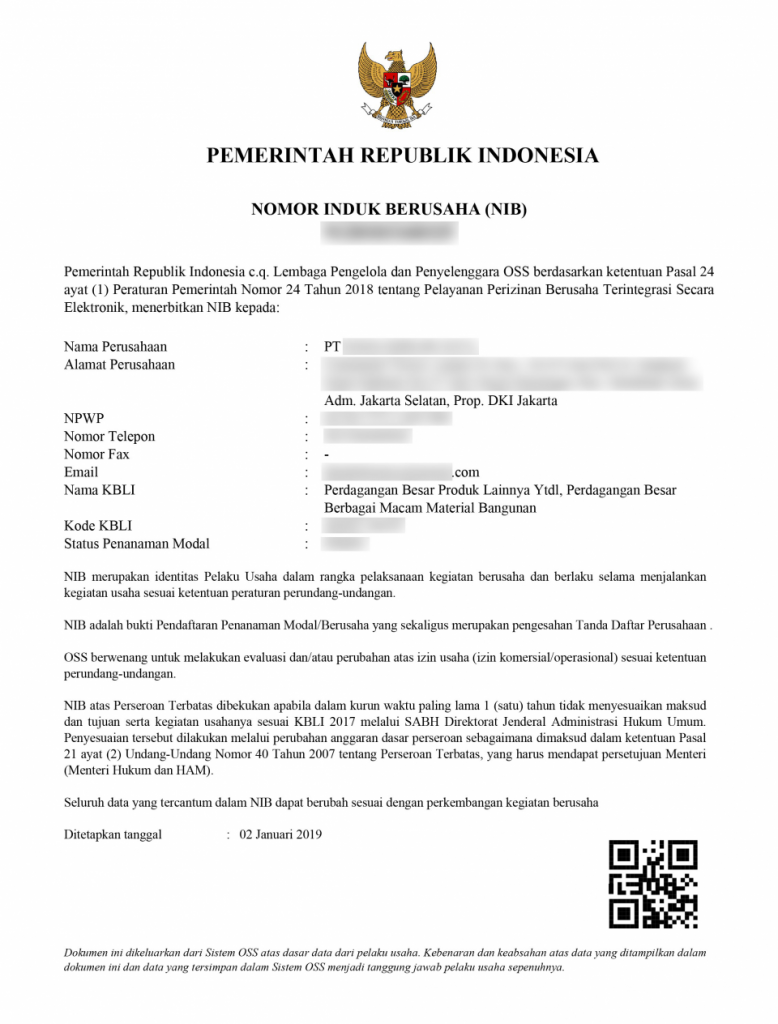 PEMERINTAH REPUBLIK INDONESIA
NOMOR INDUK BERUSAHA (NIB)
Pemerintah Republik Indonesia c.q. Lembaga Pengelola dan Penyelenggara OSS berdasarkan ketentuan Pasal 24
ayat (1) Peraturan Pemerintah Nomor 24 Tahun 2018 tentang Pelayanan Perizinan Berusaha Terintegrasi Secara
Elektronik, menerbitkan NIB kepada:
Nama Perusahaan : PT
Alamat Perusahaan :
Adm. Jakarta Selatan, Prop. DKI Jakarta
NPWP :
Nomor Telepon :
Nomor Fax : -
Email : .com
Nama KBLI : Perdagangan Besar Produk Lainnya Ytdl, Perdagangan Besar
Berbagai Macam Material Bangunan
Kode KBLI :
Status Penanaman Modal :
NIB merupakan identitas Pelaku Usaha dalam rangka pelaksanaan kegiatan berusaha dan berlaku selama menjalankan
kegiatan usaha sesuai ketentuan peraturan perundang-undangan.
NIB adalah bukti Pendaftaran Penanaman Modal/Berusaha yang sekaligus merupakan pengesahan Tanda Daftar Perusahaan .
OSS berwenang untuk melakukan evaluasi dan/atau perubahan atas izin usaha (izin komersial/operasional) sesuai ketentuan
perundang-undangan.
NIB atas Perseroan Terbatas dibekukan apabila dalam kurun waktu paling lama 1 (satu) tahun tidak menyesuaikan maksud
dan tujuan serta kegiatan usahanya sesuai KBLI 2017 melalui SABH Direktorat Jenderal Administrasi Hukum Umum.
Penyesuaian tersebut dilakukan melalui perubahan anggaran dasar perseroan sebagaimana dimaksud dalam ketentuan Pasal
21 ayat (2) Undang-Undang Nomor 40 Tahun 2007 tentang Perseroan Terbatas, yang harus mendapat persetujuan Menteri
(Menteri Hukum dan HAM).
Seluruh data yang tercantum dalam NIB dapat berubah sesuai dengan perkembangan kegiatan berusaha
Ditetapkan tanggal : 02 Januari 2019
Dokumen ini dikeluarkan dari Sistem OSS atas dasar data dari pelaku usaha. Kebenaran dan keabsahan atas data yang ditampilkan dalam
dokumen ini dan data yang tersimpan dalam Sistem OSS menjadi tanggung jawab pelaku usaha sepenuhnya.